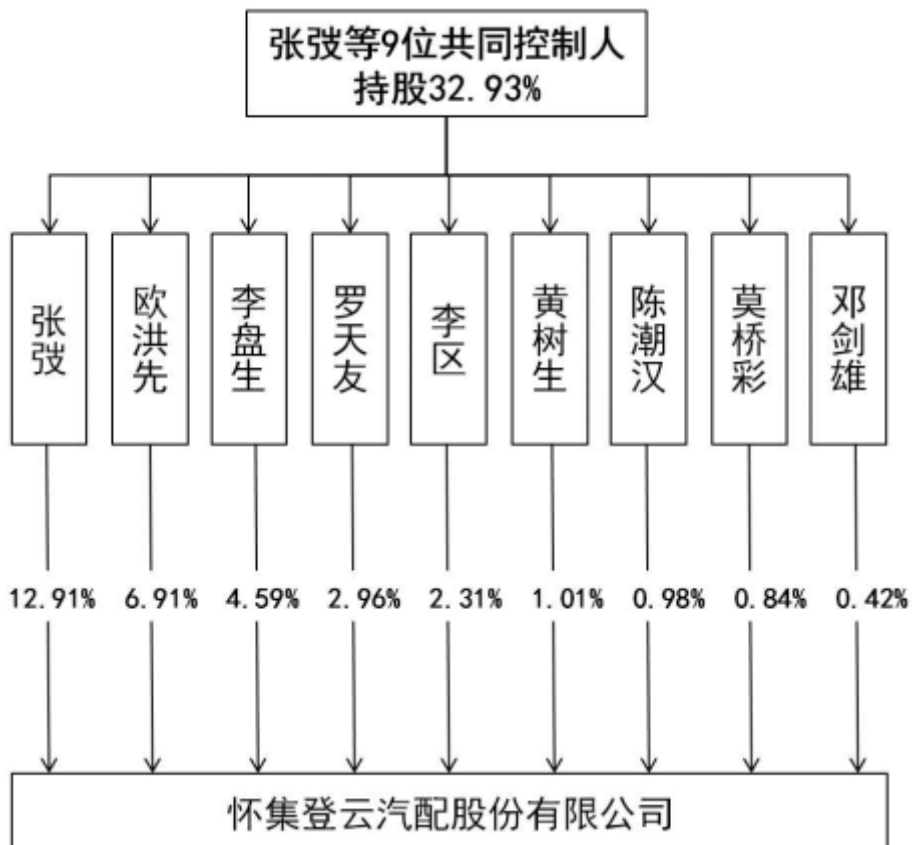 张弢等9位共同控制人
持股32.93%
张弢
欧洪先
李盘生
罗天友
李区
黄树生
陈潮汉
莫桥彩
邓剑雄
12.91%
6.91%
4.59%
2.96%
2.31%
1.01%
0.98%
0.84%
0.42%
怀集登云汽配股份有限公司